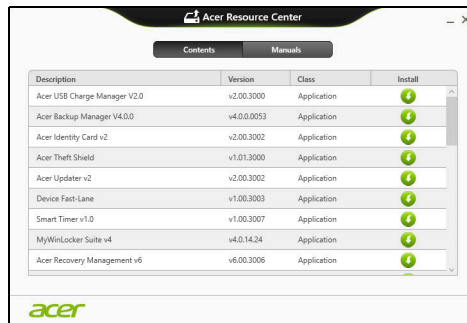 Acer Resource Center
Contents Manuals
Description Version Class Install
Acer USB Charge Manager V2.0 v2.00.3000 Application
Acer Backup Manager V4.0.0 v4.0.0.0053 Application
Acer Identity Card v2 v2.00.3002 Application
Acer Theft Shield v1.01.3000 Application
Acer Updater v2 v2.00.3002 Application
Device Fast-Lane v1.00.3003 Application
Smart Timer v1.0 v1.00.3007 Application
MyWinLocker Suite v4 v4.0.14.24 Application
Acer Recovery Management v6 v6.00.3006 Application
acer